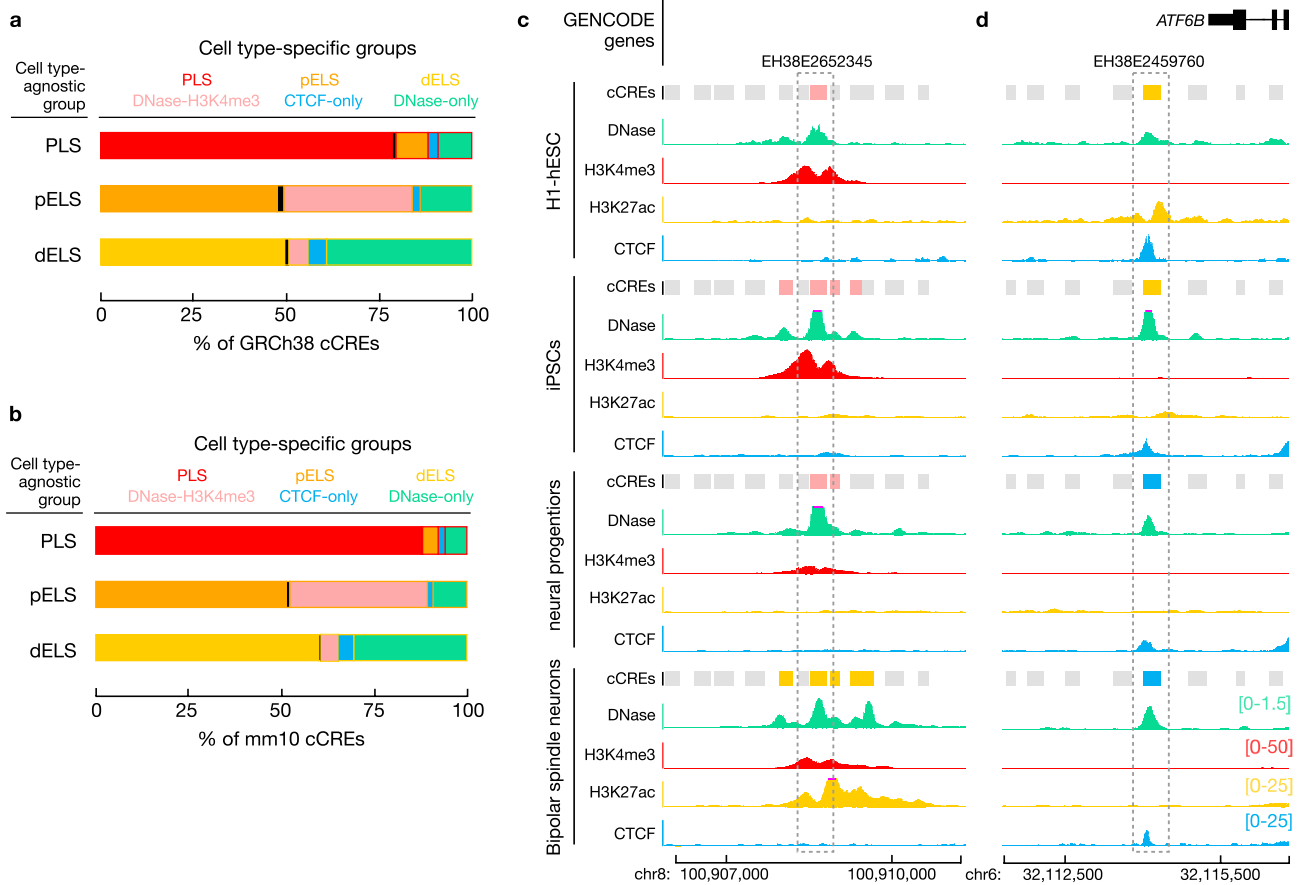 a
Cell type-specific groups
Cell type-
agnostic
group
PLS
pELS
dELS
DNase-H3K4me3
CTCF-only
DNase-only
PLS
pELS
dELS
0
25
50
75
100
% of GRCh38 cCREs
b
Cell type-specific groups
Cell type-
agnostic
group
PLS
pELS
dELS
DNase-H3K4me3
CTCF-only
DNase-only
PLS
pELS
dELS
0
25
50
75
100
% of mm10 cCREs
c
GENCODE
genes
EH38E2652345
H1-hESC
cCREs
DNase
H3K4me3
H3K27ac
CTCF
iPSCs
cCREs
DNase
H3K4me3
H3K27ac
CTCF
neural progentiors
cCREs
DNase
H3K4me3
H3K27ac
CTCF
Bipolar spindle neurons
cCREs
DNase
H3K4me3
H3K27ac
CTCF
chr8:
100,907,000
100,910,000
d
ATF6B
EH38E2459760
[0-1.5]
[0-50]
[0-25]
[0-25]
chr6:
32,112,500
32,115,500